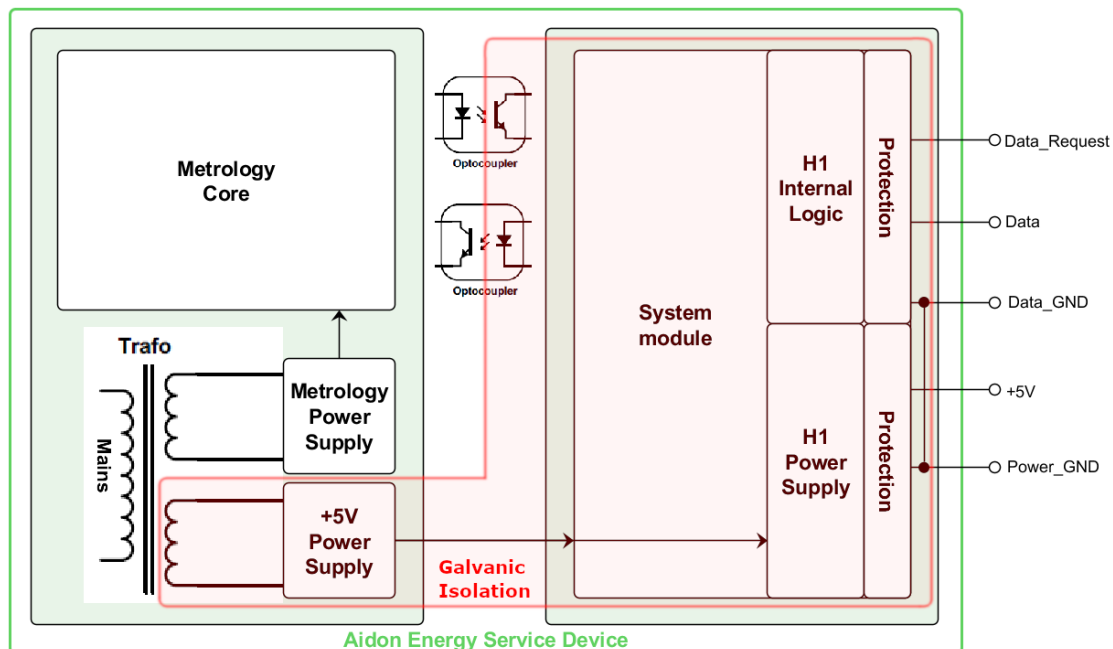 Metrology
Core
Optocoupler
Optocoupler
Trafo
Mains
Metrology
Power
Supply
+5V
Power
Supply
Galvanic
Isolation
System
module
H1
Internal
Logic
Protection
H1
Power
Supply
Protection
Data_Request
Data
Data_GND
+5V
Power_GND
Aidon Energy Service Device